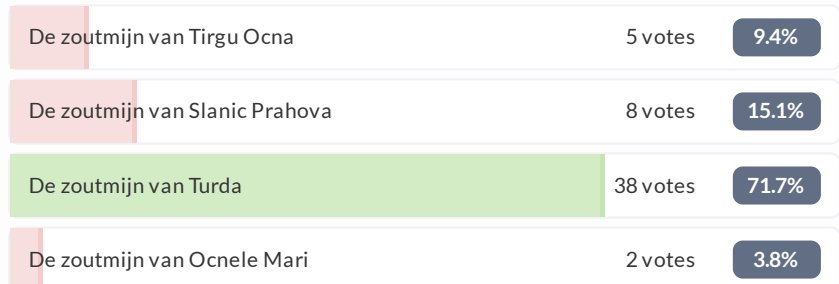 De zoutmijn van Tirgu Ocna 5 votes 9.4%
De zoutmijn van Slanic Prahova 8 votes 15.1%
De zoutmijn van Turda 38 votes 71.7%
De zoutmijn van Ocnele Mari 2 votes 3.8%